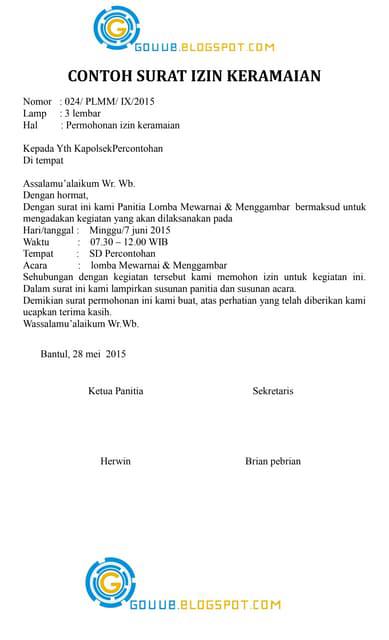 GOUUB.BLOGSPOT.COM
CONTOH SURAT IZIN KERAMAIAN
Nomor : 024/ PLMM/ IX/2015
Lamp : 3 lembar
Hal : Permohonan izin keramaian
Kepada Yth KapolsekPercontohan
Di tempat
Assalamu'alaikum Wr. Wb.
Dengan hormat,
Dengan surat ini kami Panitia Lomba Mewarnai & Menggambar bermaksud untuk
mengadakan kegiatan yang akan dilaksanakan pada
Hari/tanggal : Minggu/7 juni 2015
Waktu : 07.30 – 12.00 WIB
Tempat : SD Percontohan
Acara : lomba Mewarnai & Menggambar
Sehubungan dengan kegiatan tersebut kami memohon izin untuk kegiatan ini.
Dalam surat ini kami lampirkan susunan panitia dan susunan acara.
Demikian surat permohonan ini kami buat, atas perhatian yang telah diberikan kami
ucapkan terima kasih.
Wassalamu'alaikum Wr.Wb.
Bantul, 28 mei 2015
Ketua Panitia Sekretaris
Herwin Brian pebrian
GOUUB.BLOGSPOT.COM